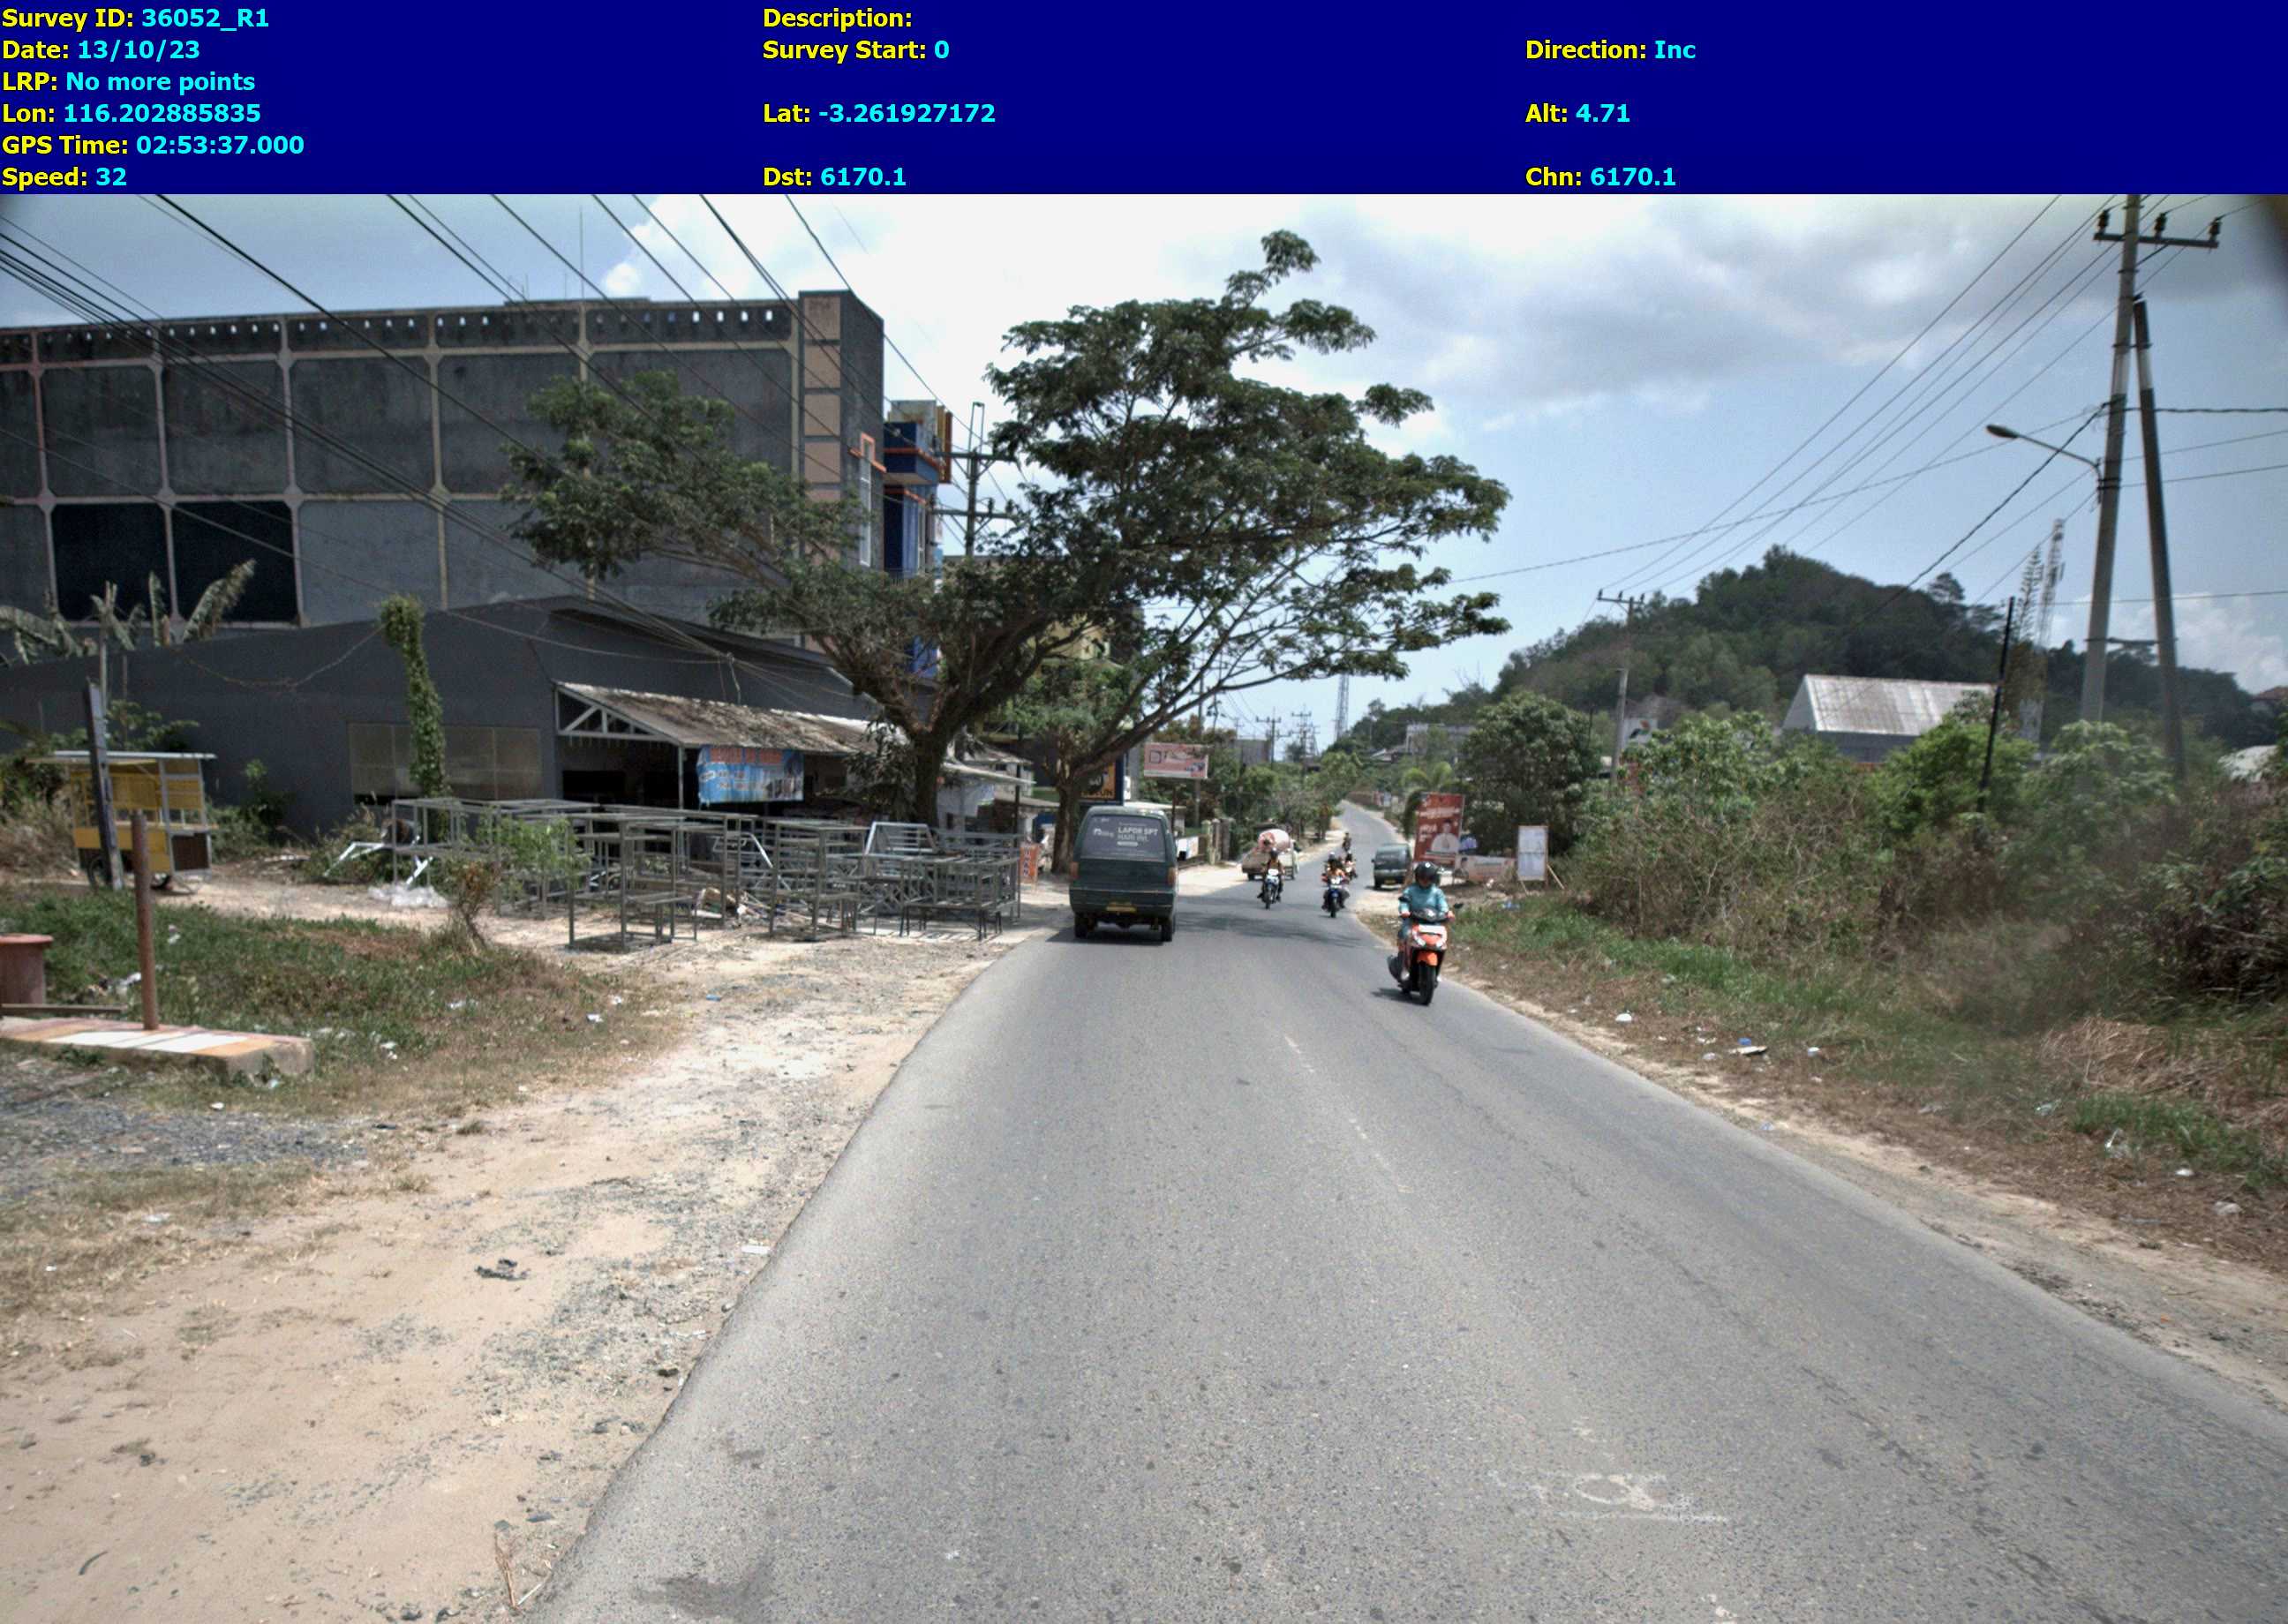 Survey ID: 36052_R1
Description:
Date: 13/10/23
Survey Start: 0
Direction: Inc
LRP: No more points
Lon: 116.202885835
Lat: -3.261927172
Alt: 4.71
GPS Time: 02:53:37.000
Speed: 32
Dst: 6170.1
Chn: 6170.1
LAPOR SPT
HARI INI